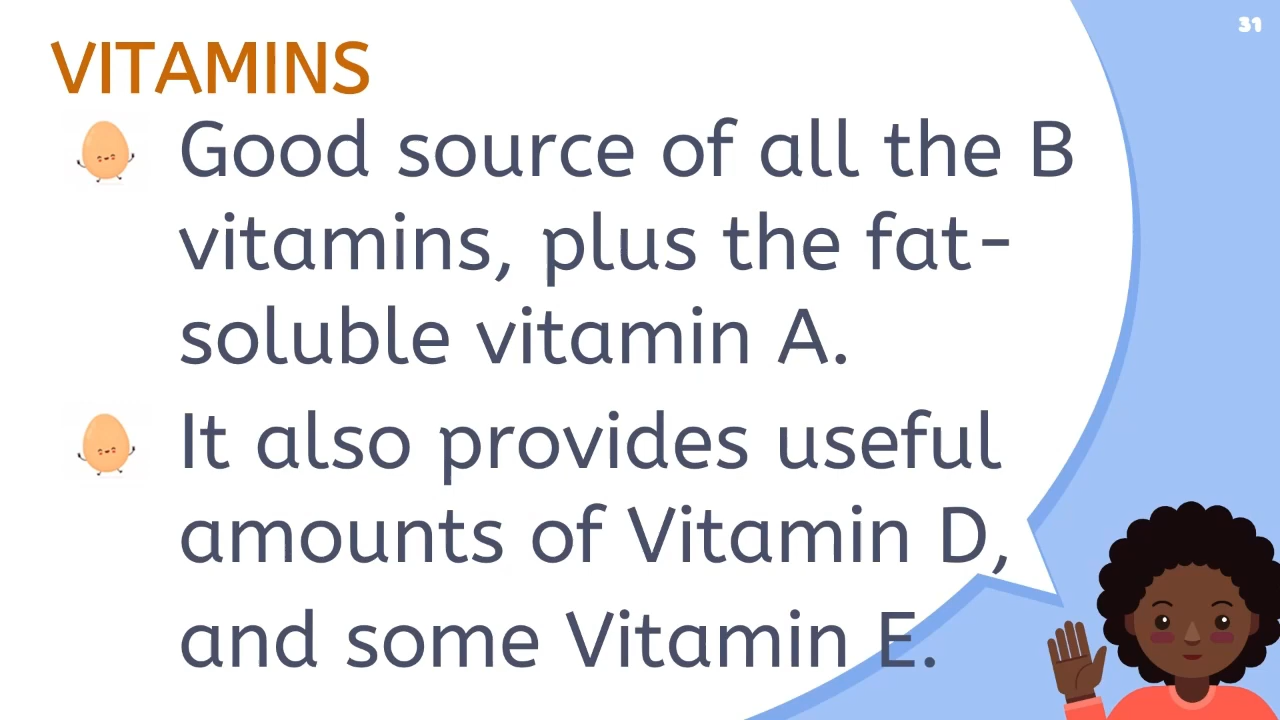 31
VITAMINS
Good source of all the B
vitamins, plus the fat-
soluble vitamin A.
It also provides useful
amounts of Vitamin D,
and some Vitamin E.